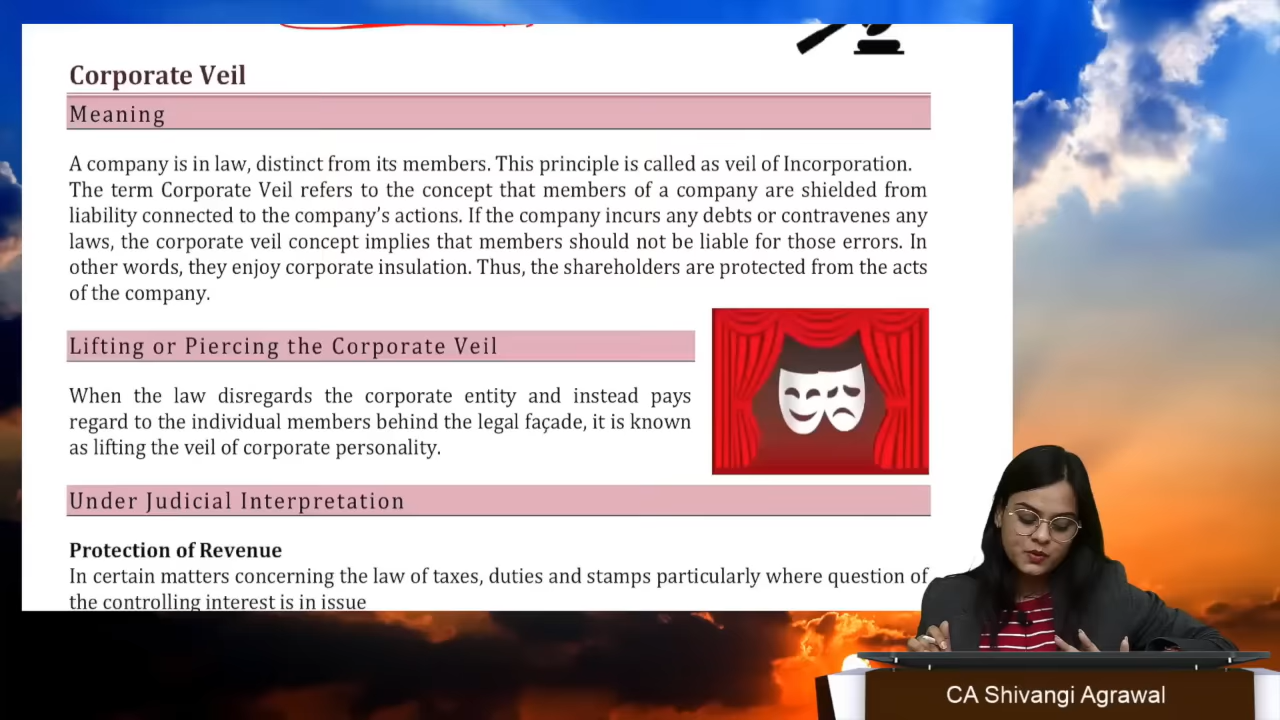 Corporate Veil
Meaning
A company is in law, distinct from its members. This principle is called as veil of Incorporation.
The term Corporate Veil refers to the concept that members of a company are shielded from
liability connected to the company's actions. If the company incurs any debts or contravenes any
laws, the corporate veil concept implies that members should not be liable for those errors. In
other words, they enjoy corporate insulation. Thus, the shareholders are protected from the acts
of the company.
Lifting or Piercing the Corporate Veil
When the law disregards the corporate entity and instead pays
regard to the individual members behind the legal façade, it is known
as lifting the veil of corporate personality.
Under Judicial Interpretation
Protection of Revenue
In certain matters concerning the law of taxes, duties and stamps particularly where question of
the controlling interest is in issue
CA Shivangi Agrawal